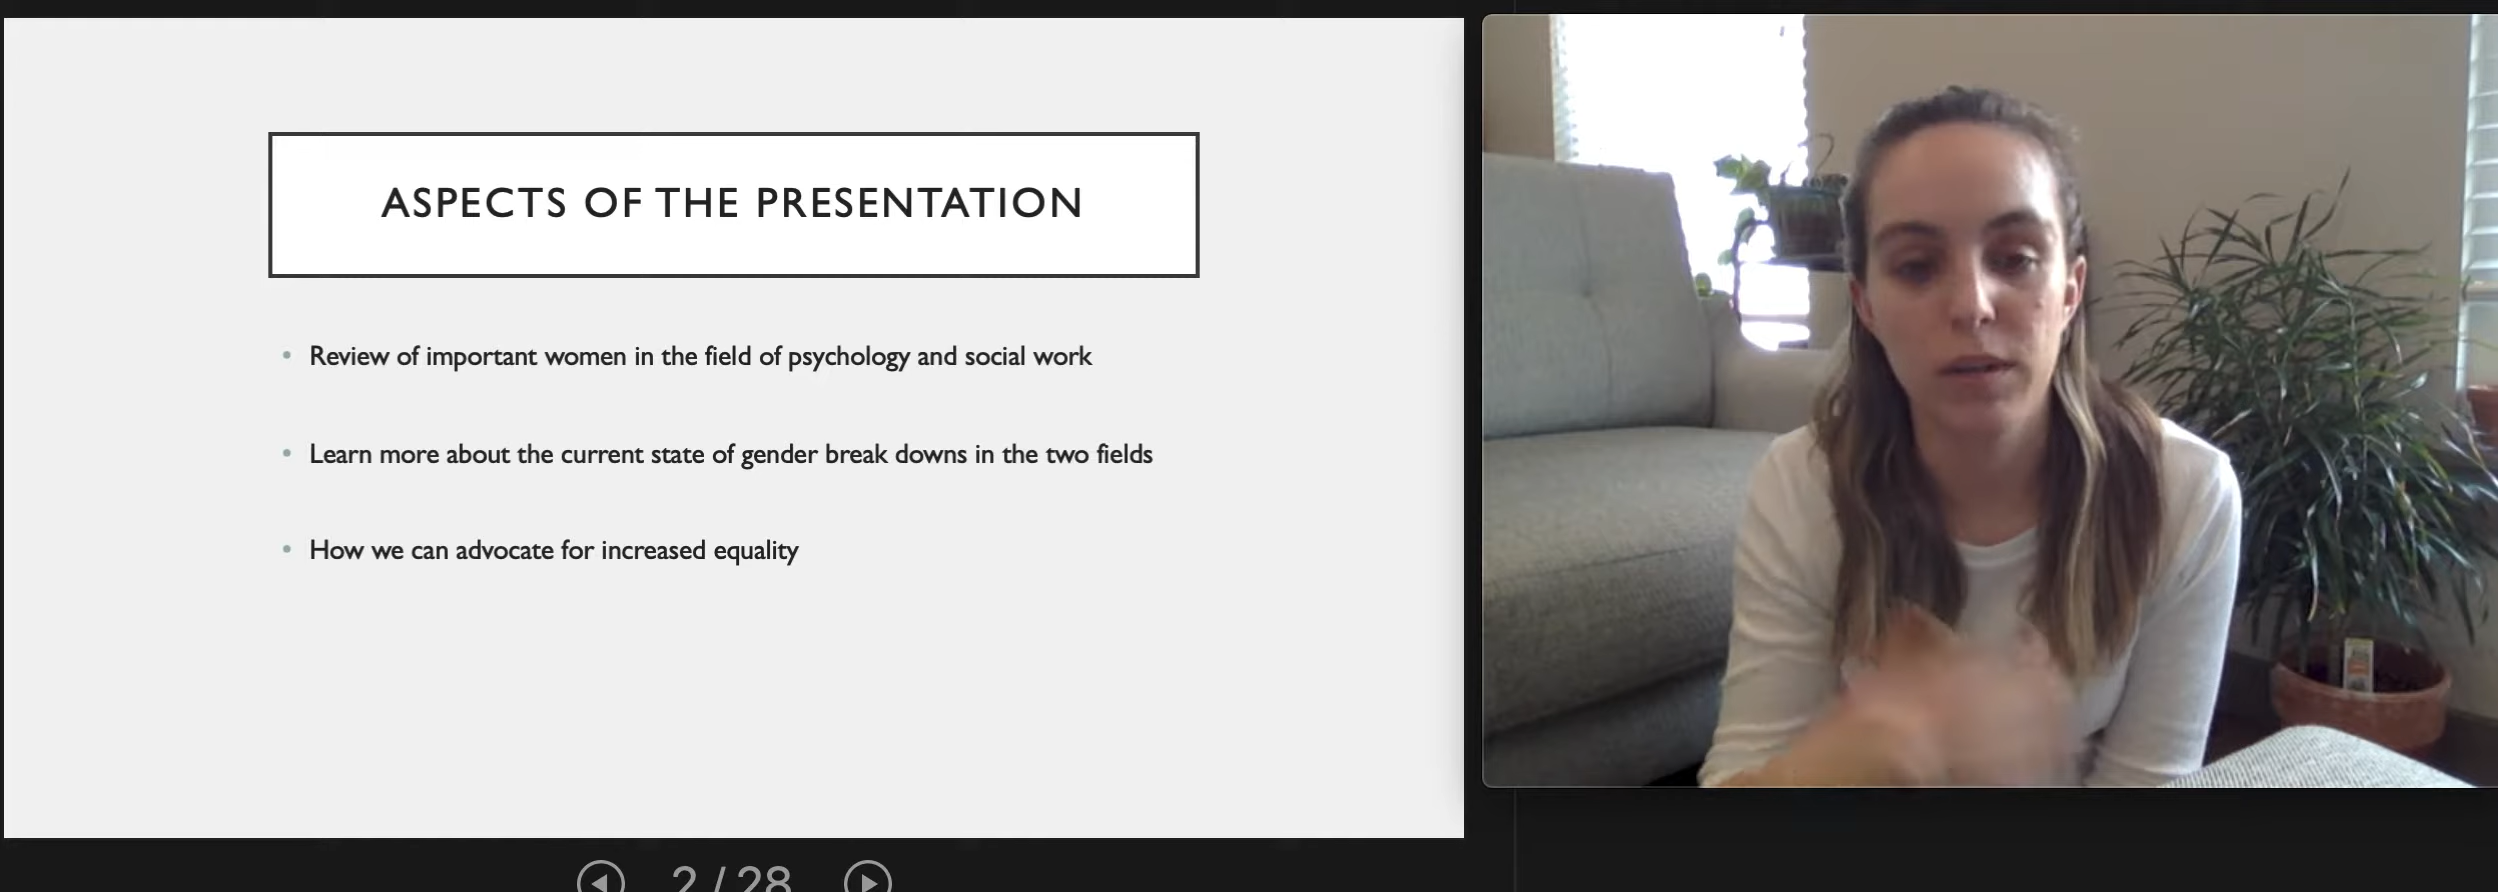 ASPECTS OF THE PRESENTATION
Review of important women in the field of psychology and social work
Learn more about the current state of gender break downs in the two fields
How we can advocate for increased equality
2 / 28